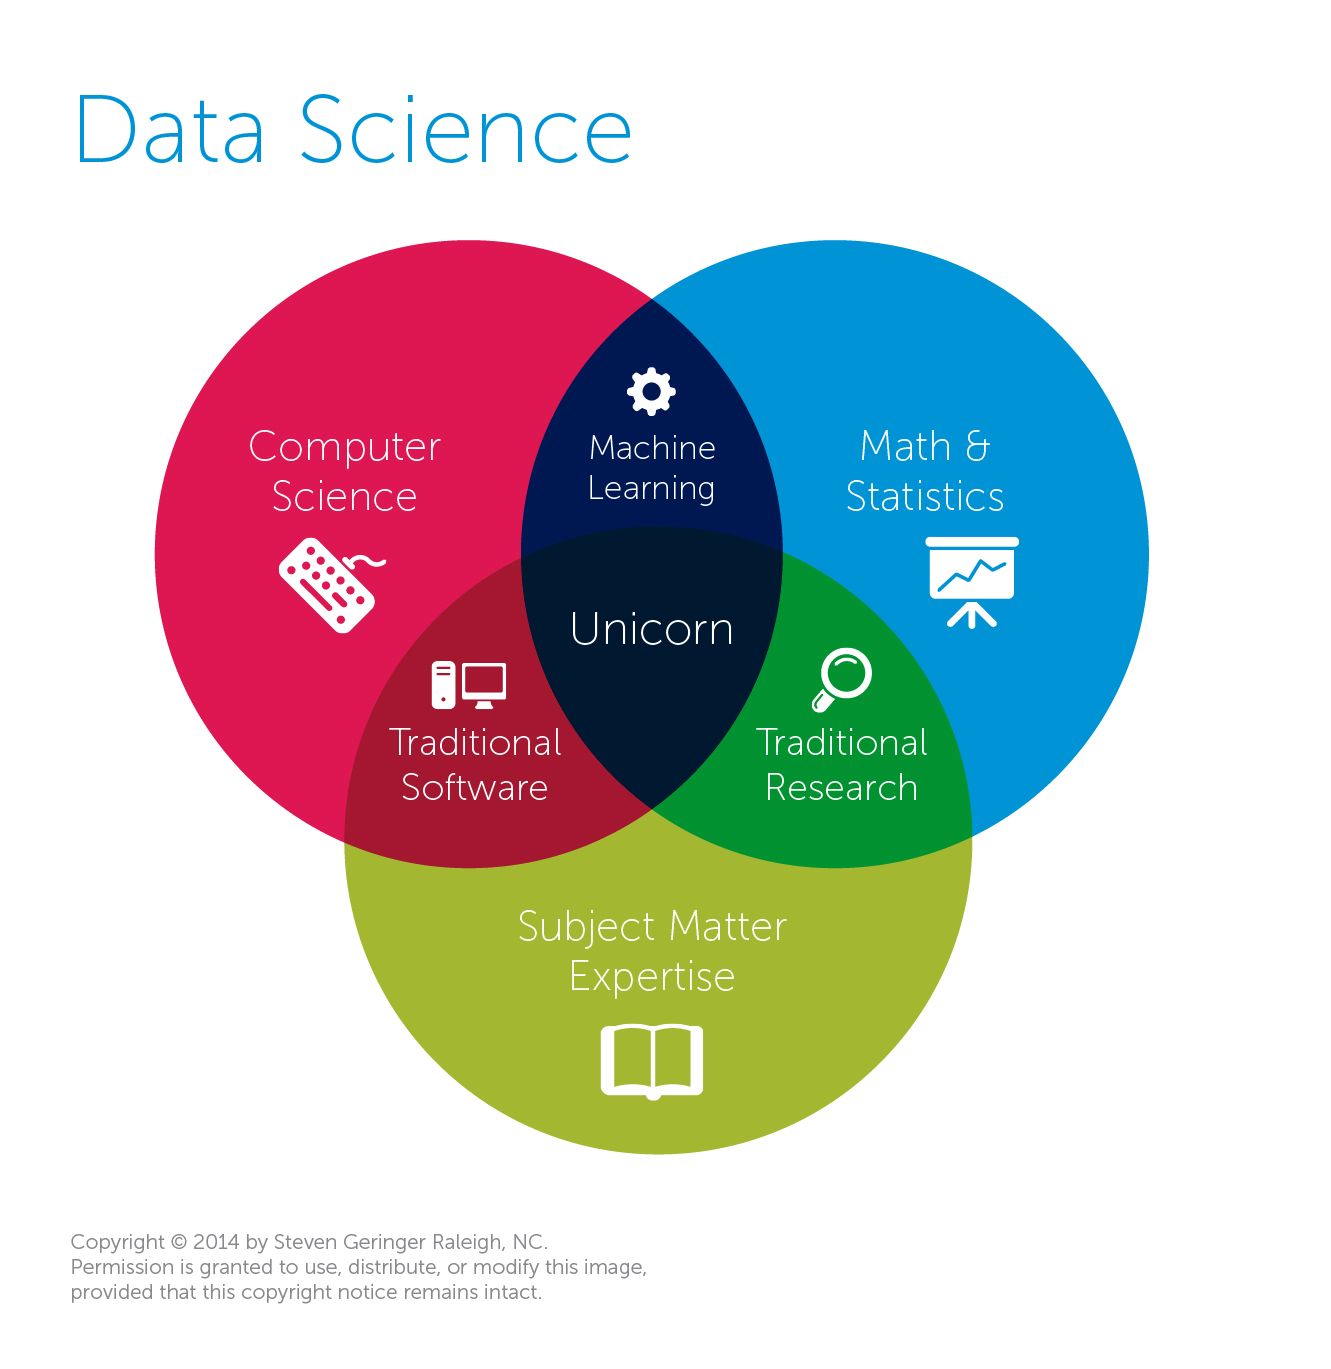 Data Science
Computer
Science
Machine
Learning
Math &
Statistics
Unicorn
Traditional
Software
Traditional
Research
Subject Matter
Expertise
Copyright © 2014 by Steven Geringer Raleigh, NC.
Permission is granted to use, distribute, or modify this image,
provided that this copyright notice remains intact.